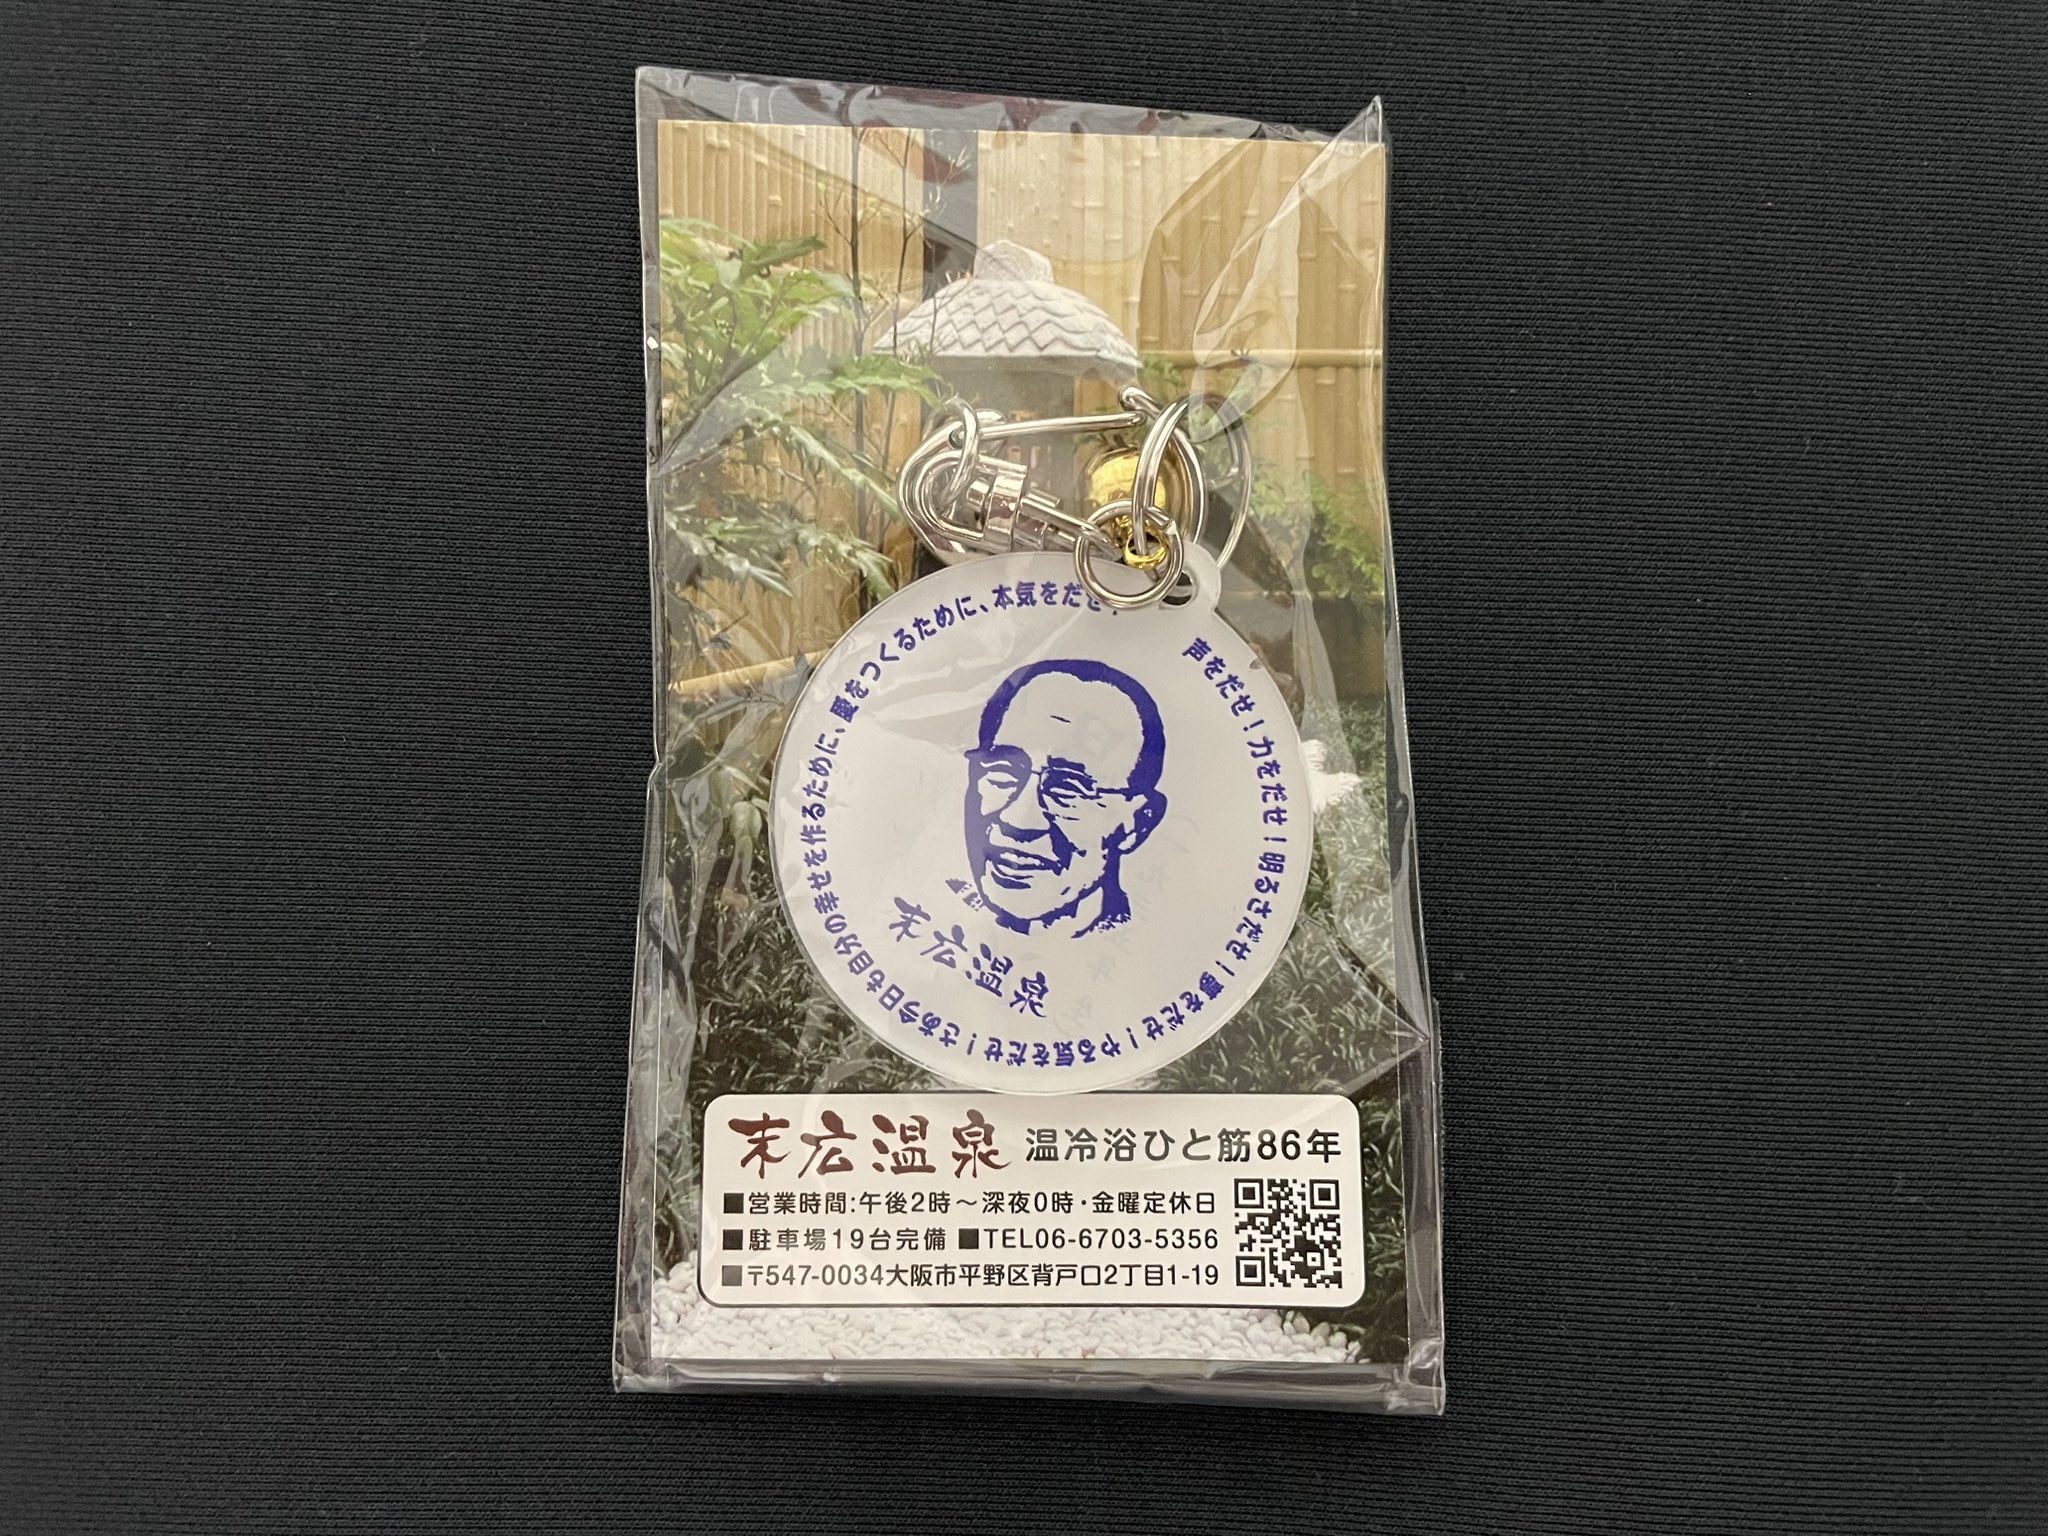 声をだせ!力をだせ!明るさだせ!夢をだせ!やる気をだせ!さあ今日も自分の幸せを作るために、夢をつくるために、本気をだせ!
末広温泉
末広温泉 温冷浴ひと筋86年
■営業時間:午後2時～深夜0時・金曜定休日
■駐車場19台完備 ■TEL06-6703-5356
■〒547-0034大阪市平野区背戸口2丁目1-19